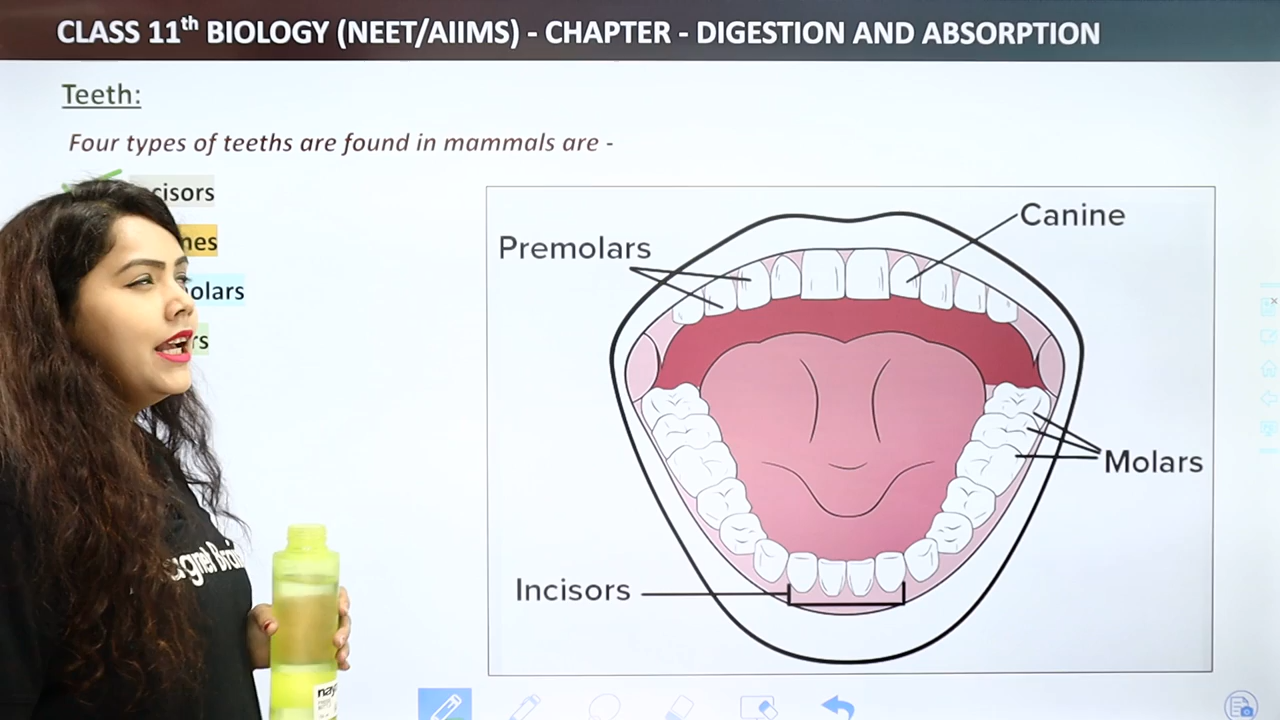 CLASS 11th BIOLOGY (NEET/AIIMS) - CHAPTER - DIGESTION AND ABSORPTION
Teeth:
Four types of teeths are found in mammals are -
cisors
nes
olars
rs
Premolars
Canine
Molars
Incisors